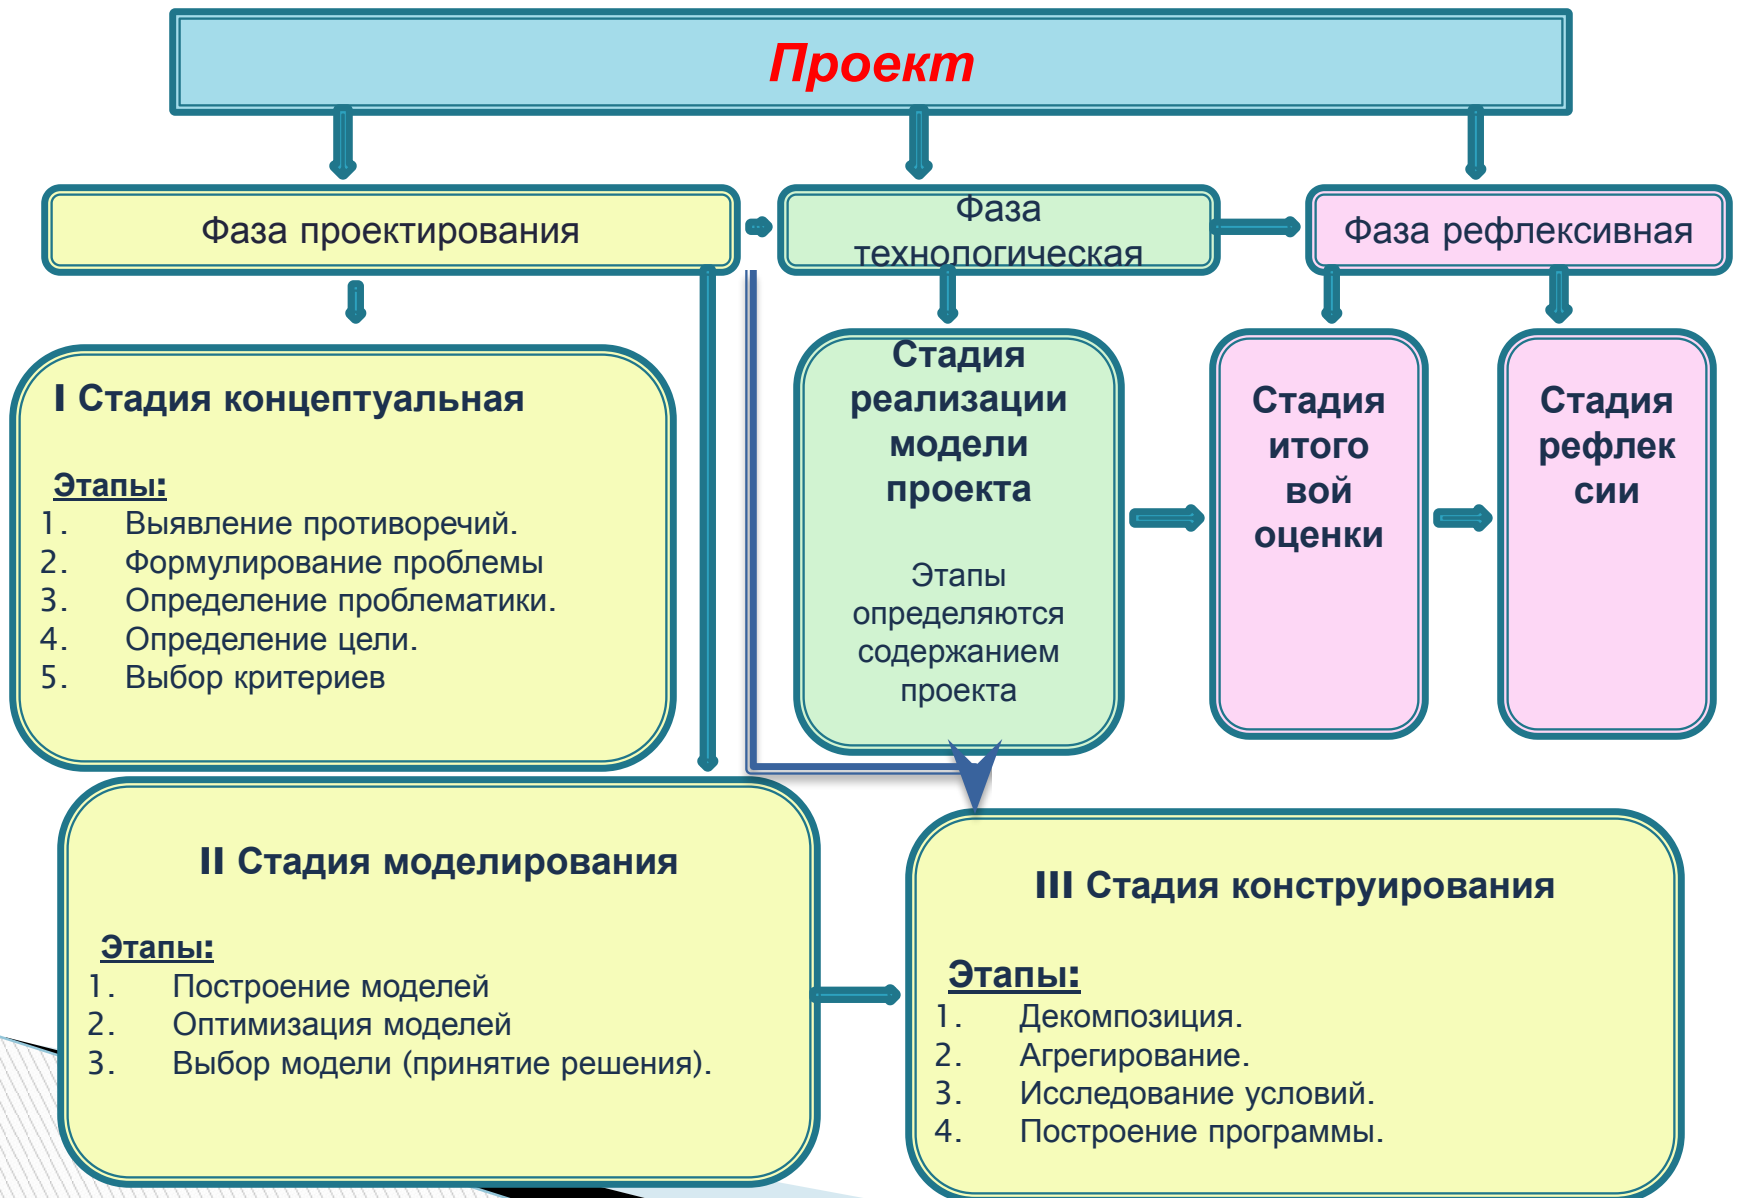 Проект
Фаза проектирования
Фаза
технологическая
Фаза рефлексивная
I Стадия концептуальная
Этапы:
1. Выявление противоречий.
2. Формулирование проблемы
3. Определение проблематики.
4. Определение цели.
5. Выбор критериев
Стадия
реализации
модели
проекта
Этапы
определяются
содержанием
проекта
Стадия
итого
вой
оценки
Стадия
рефлек
сии
II Стадия моделирования
Этапы:
1. Построение моделей
2. Оптимизация моделей
3. Выбор модели (принятие решения).
III Стадия конструирования
Этапы:
1. Декомпозиция.
2. Агрегирование.
3. Исследование условий.
4. Построение программы.